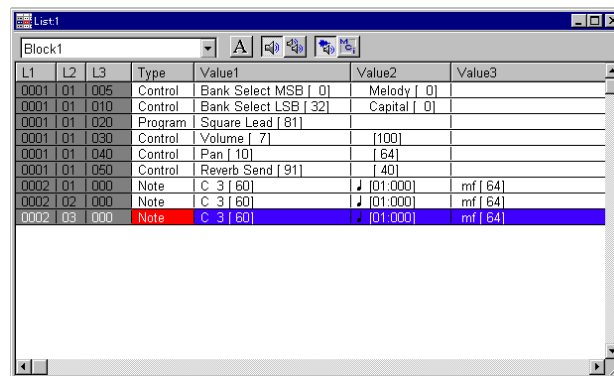 List:1
Block1 A
L1 L2 L3 Type Value1 Value2 Value3
0001 01 005 Control Bank Select MSB [ 0] Melody [ 0]
0001 01 010 Control Bank Select LSB [ 32] Capital [ 0]
0001 01 020 Program Square Lead [ 81]
0001 01 030 Control Volume [ 7] [100]
0001 01 040 Control Pan [ 10] [ 64]
0001 01 050 Control Reverb Send [ 91] [ 40]
0002 01 000 Note C 3 [ 60] ♩ [01:000] mf [ 64]
0002 02 000 Note C 3 [ 60] ♩ [01:000] mf [ 64]
0002 03 000 Note C 3 [ 60] ♩ [01:000] mf [ 64]